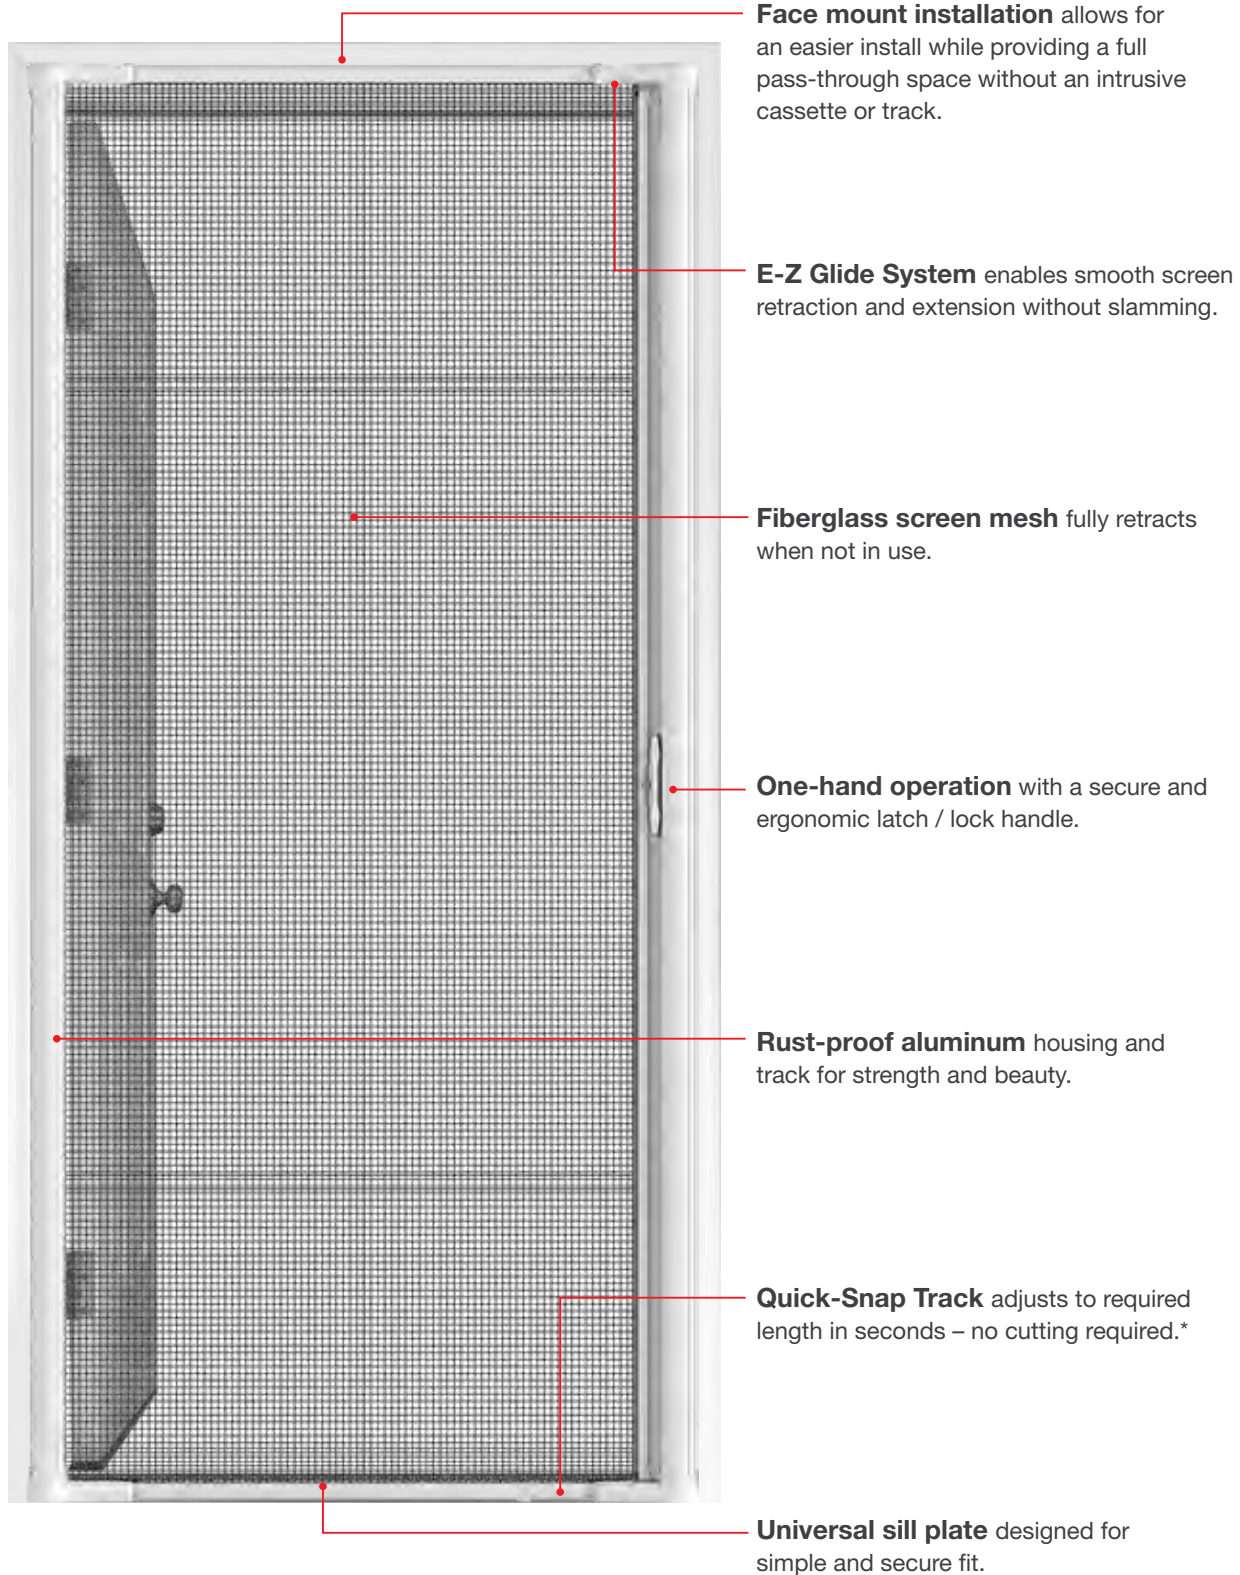 Face mount installation allows for
an easier install while providing a full
pass-through space without an intrusive
cassette or track.
E-Z Glide System enables smooth screen
retraction and extension without slamming.
Fiberglass screen mesh fully retracts
when not in use.
One-hand operation with a secure and
ergonomic latch / lock handle.
Rust-proof aluminum housing and
track for strength and beauty.
Quick-Snap Track adjusts to required
length in seconds – no cutting required.*
Universal sill plate designed for
simple and secure fit.